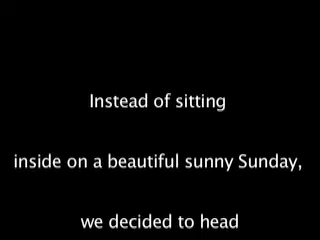 Instead of sitting
inside on a beautiful sunny Sunday,
we decided to head